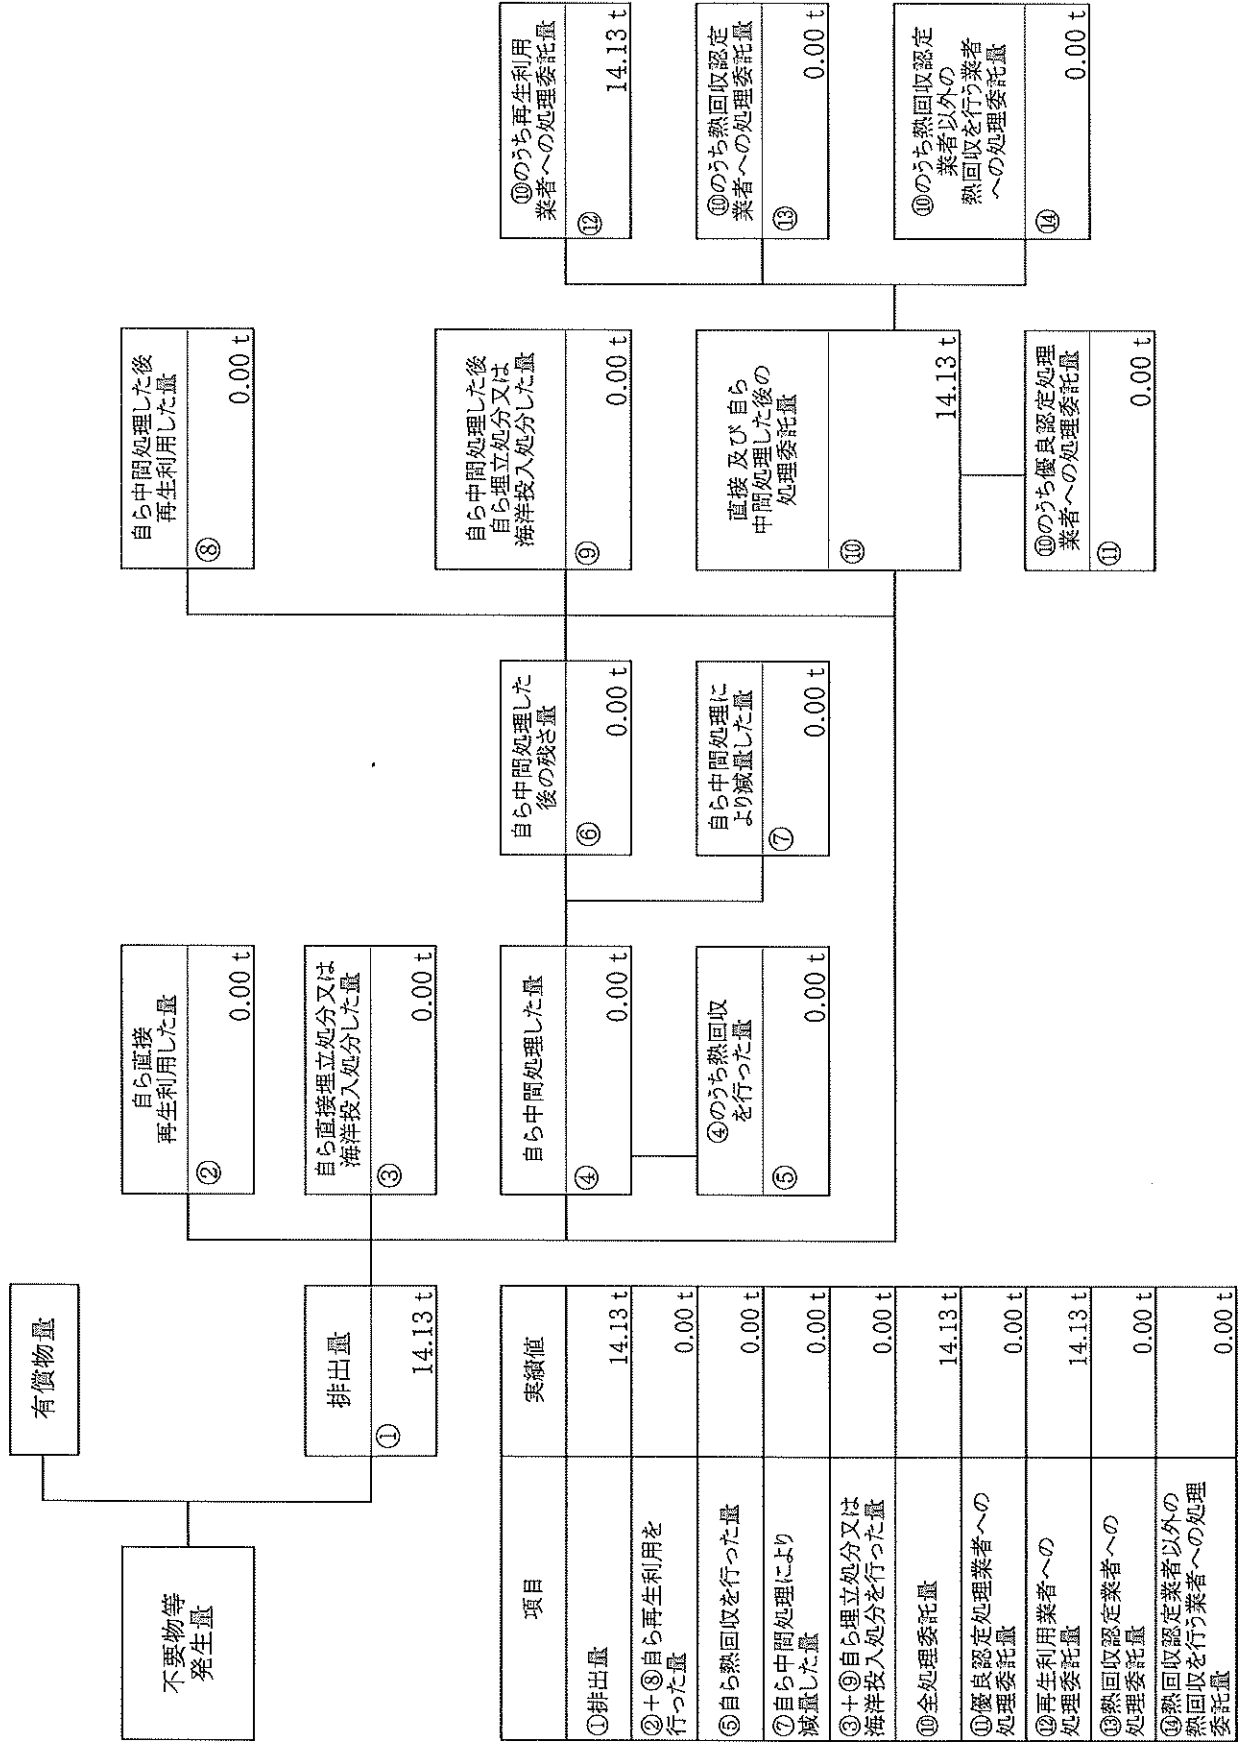 不要物等
発生量
有償物量
排出量
①
14.13 t
自ら直接
再生利用した量
②
0.00 t
自ら直接埋立処分又は
海洋投入処分した量
③
0.00 t
自ら中間処理した量
④
0.00 t
④のうち熱回収
を行った量
⑤
0.00 t
自ら中間処理した
後の残さ量
⑥
0.00 t
自ら中間処理に
より減量した量
⑦
0.00 t
自ら中間処理した後
再生利用した量
⑧
0.00 t
自ら中間処理した後
自ら埋立処分又は
海洋投入処分した量
⑨
0.00 t
直接 及び 自ら
中間処理した後の
処理委託量
⑩
14.13 t
⑩のうち優良認定処理
業者への処理委託量
⑪
0.00 t
⑩のうち再生利用
業者への処理委託量
⑫
14.13 t
⑩のうち熱回収認定
業者への処理委託量
⑬
0.00 t
⑩のうち熱回収認定
業者以外の
熱回収を行う業者
への処理委託量
⑭
0.00 t
項目
実績値
①排出量
14.13 t
②+⑧自ら再生利用を
行った量
0.00 t
⑤自ら熱回収を行った量
0.00 t
⑦自ら中間処理により
減量した量
0.00 t
③+⑨自ら埋立処分又は
海洋投入処分を行った量
0.00 t
⑩全処理委託量
14.13 t
⑪優良認定処理業者への
処理委託量
0.00 t
⑫再生利用業者への
処理委託量
14.13 t
⑬熱回収認定業者への
処理委託量
0.00 t
⑭熱回収認定業者以外の
熱回収を行う業者への処理
委託量
0.00 t